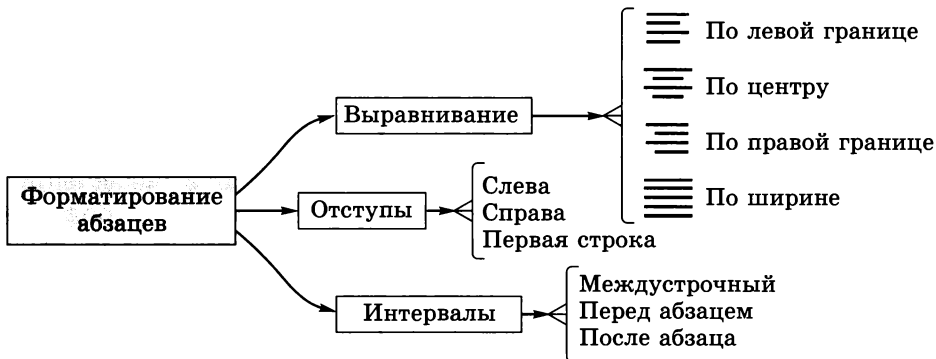 Форматирование
абзацев
Выравнивание
По левой границе
По центру
По правой границе
По ширине
Отступы
Слева
Справа
Первая строка
Интервалы
Междустрочный
Перед абзацем
После абзаца